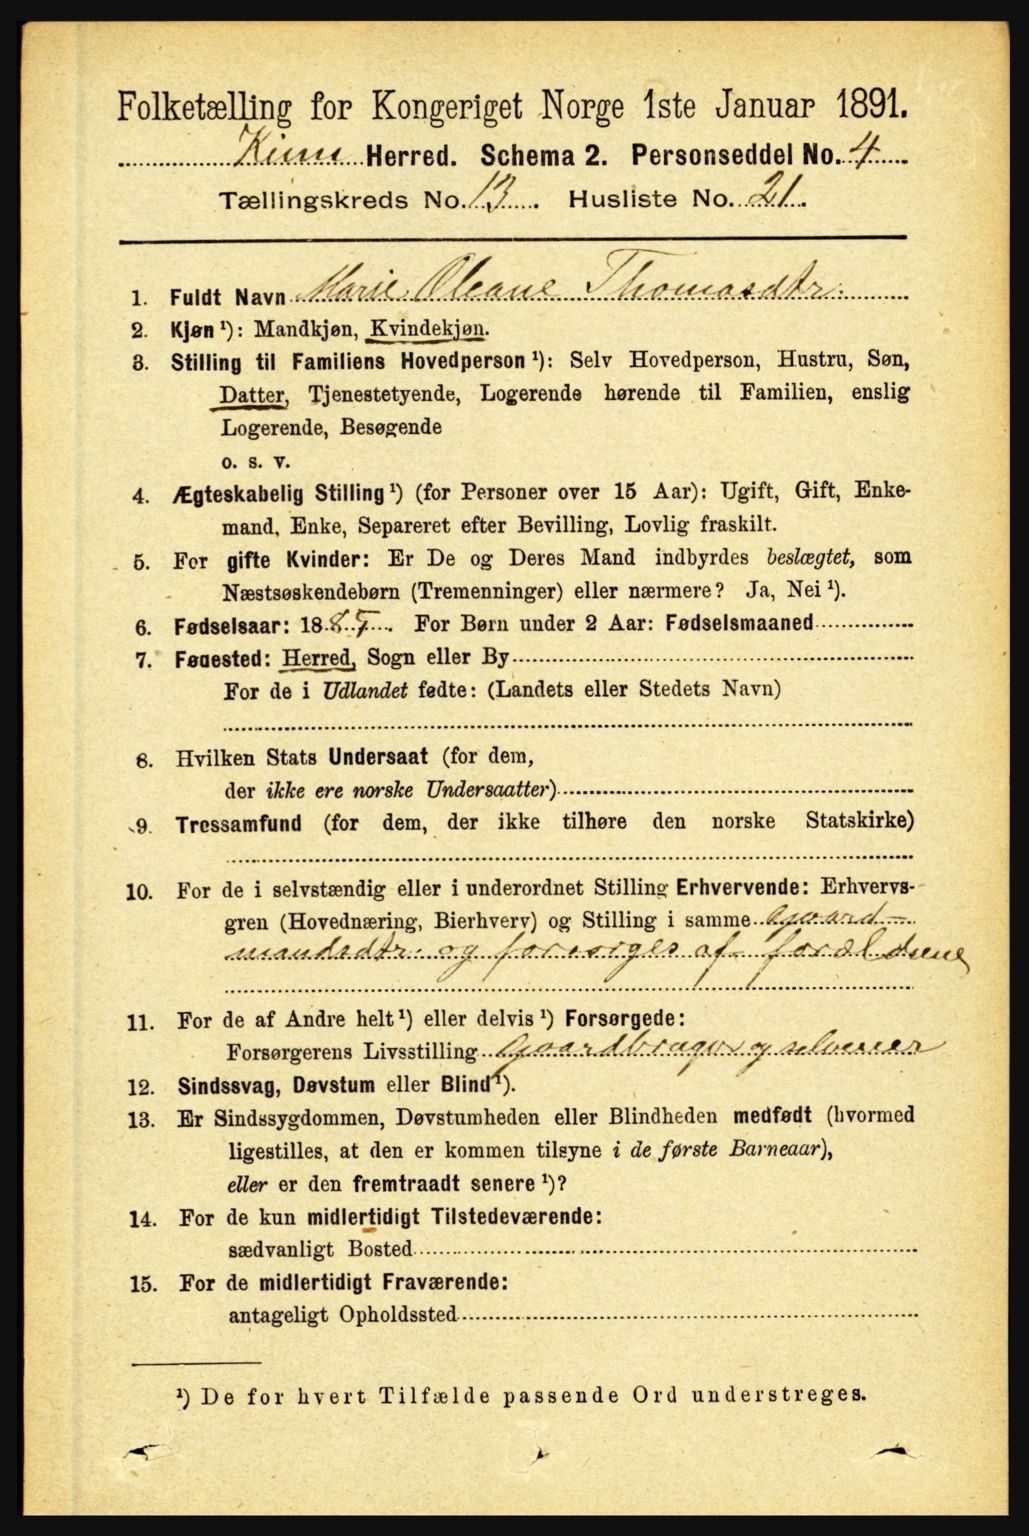 Folketælling for Kongeriget Norge 1ste Januar 1891.
Kinn Herred. Schema 2. Personseddel No. 4
Tællingskreds No. 13. Husliste No. 21.
1. Fuldt Navn Marie Oleane Thomasdtr.
2. Kjøn ¹): Mandkjøn, Kvindekjøn.
3. Stilling til Familiens Hovedperson ¹): Selv Hovedperson, Hustru, Søn,
Datter, Tjenestetyende, Logerende hørende til Familien, enslig
Logerende, Besøgende
o. s. v.
4. Ægteskabelig Stilling ¹) (for Personer over 15 Aar): Ugift, Gift, Enke-
mand, Enke, Separeret efter Bevilling, Lovlig fraskilt.
5. For gifte Kvinder: Er De og Deres Mand indbyrdes beslægtet, som
Næstsøskendebørn (Tremenninger) eller nærmere? Ja, Nei ¹).
6. Fødselsaar: 1885. For Børn under 2 Aar: Fødselsmaaned
7. Fødested: Herred, Sogn eller By
For de i Udlandet fødte: (Landets eller Stedets Navn)
8. Hvilken Stats Undersaat (for dem,
der ikke ere norske Undersaatter)
9. Trossamfund (for dem, der ikke tilhøre den norske Statskirke)
10. For de i selvstændig eller i underordnet Stilling Erhvervende: Erhvervs-
gren (Hovednæring, Bierhverv) og Stilling i samme Gaard-
mandsdtr. og forsorges af forældrene
11. For de af Andre helt ¹) eller delvis ¹) Forsørgede:
Forsørgerens Livsstilling Gaardbruger og selveier
12. Sindssvag, Døvstum eller Blind ¹).
13. Er Sindssygdommen, Døvstumheden eller Blindheden medfødt (hvormed
ligestilles, at den er kommen tilsyne i de første Barneaar),
eller er den fremtraadt senere ¹)?
14. For de kun midlertidigt Tilstedeværende:
sædvanligt Bosted
15. For de midlertidigt Fraværende:
antageligt Opholdssted
¹) De for hvert Tilfælde passende Ord understreges.